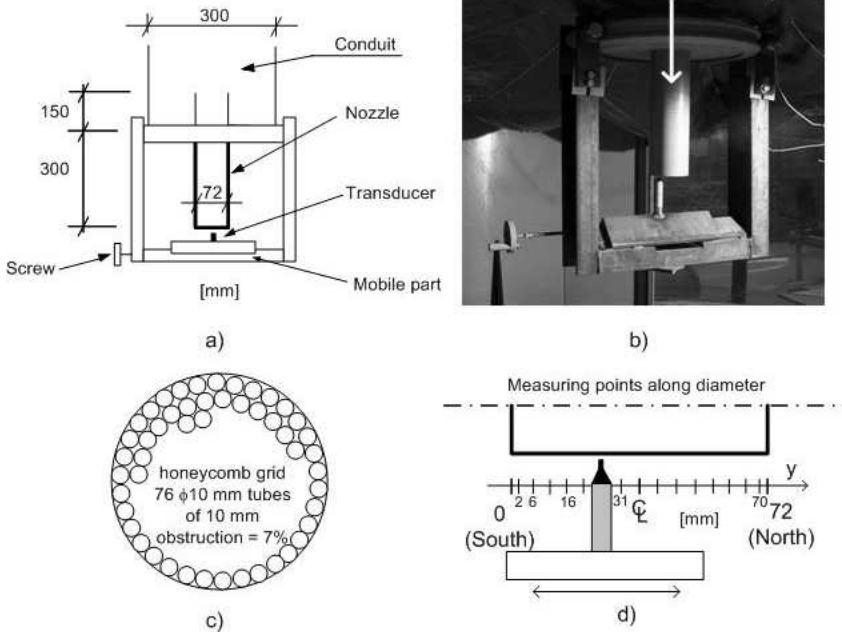 300
Conduit
150
Nozzle
300
72
Transducer
Screw
[mm]
Mobile part
a)
b)
honeycomb grid
76 ϕ10 mm tubes
of 10 mm
obstruction = 7%
c)
Measuring points along diameter
y
2 6 16 31 ℄ 70
0 [mm] 72
(South) (North)
d)